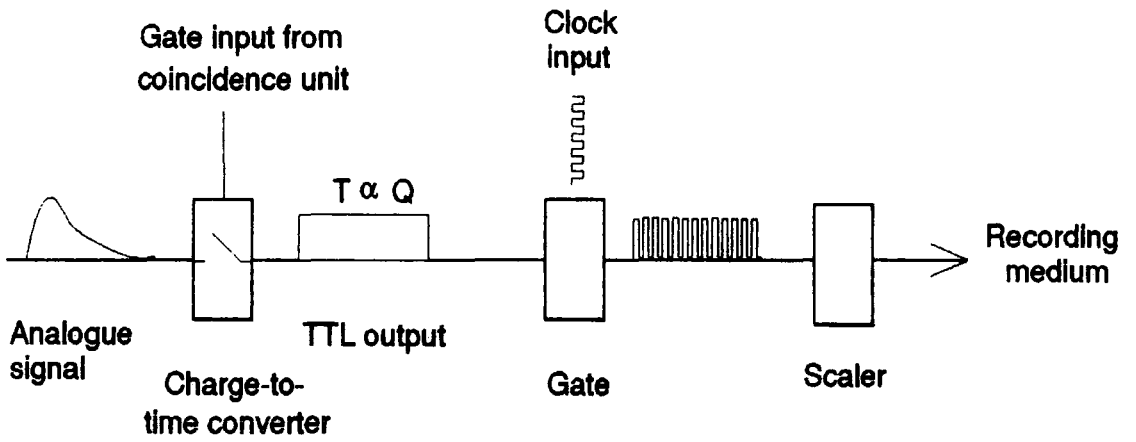 Gate input from
coincidence unit
Clock
input
T α Q
Analogue
signal
Charge-to-
time converter
TTL output
Gate
Scaler
Recording
medium